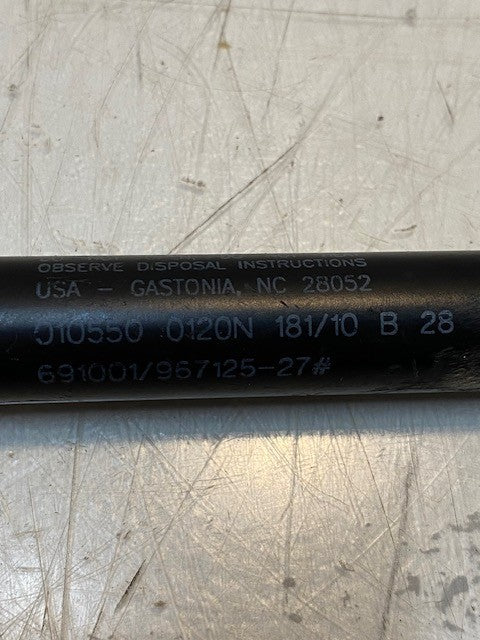 OBSERVE DISPOSAL INSTRUCTIONS
USA - GASTONIA, NC 28052
010550 0120N 181/10 B 28
691001/967125-27#